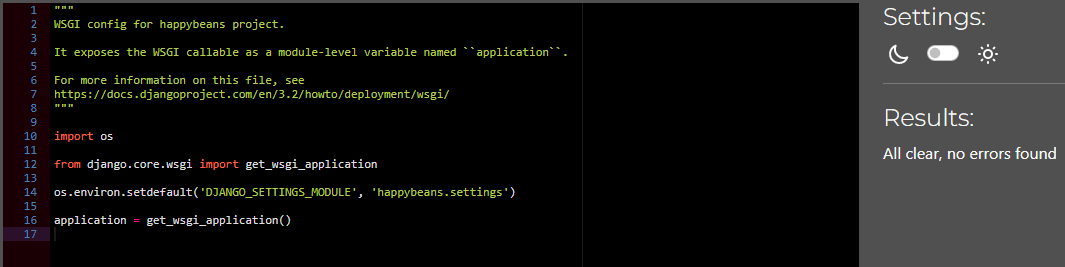 1 """
2 WSGI config for happybeans project.
3
4 It exposes the WSGI callable as a module-level variable named ``application``.
5
6 For more information on this file, see
7 https://docs.djangoproject.com/en/3.2/howto/deployment/wsgi/
8 """
9
10 import os
11
12 from django.core.wsgi import get_wsgi_application
13
14 os.environ.setdefault('DJANGO_SETTINGS_MODULE', 'happybeans.settings')
15
16 application = get_wsgi_application()
17
Settings:
Results:
All clear, no errors found